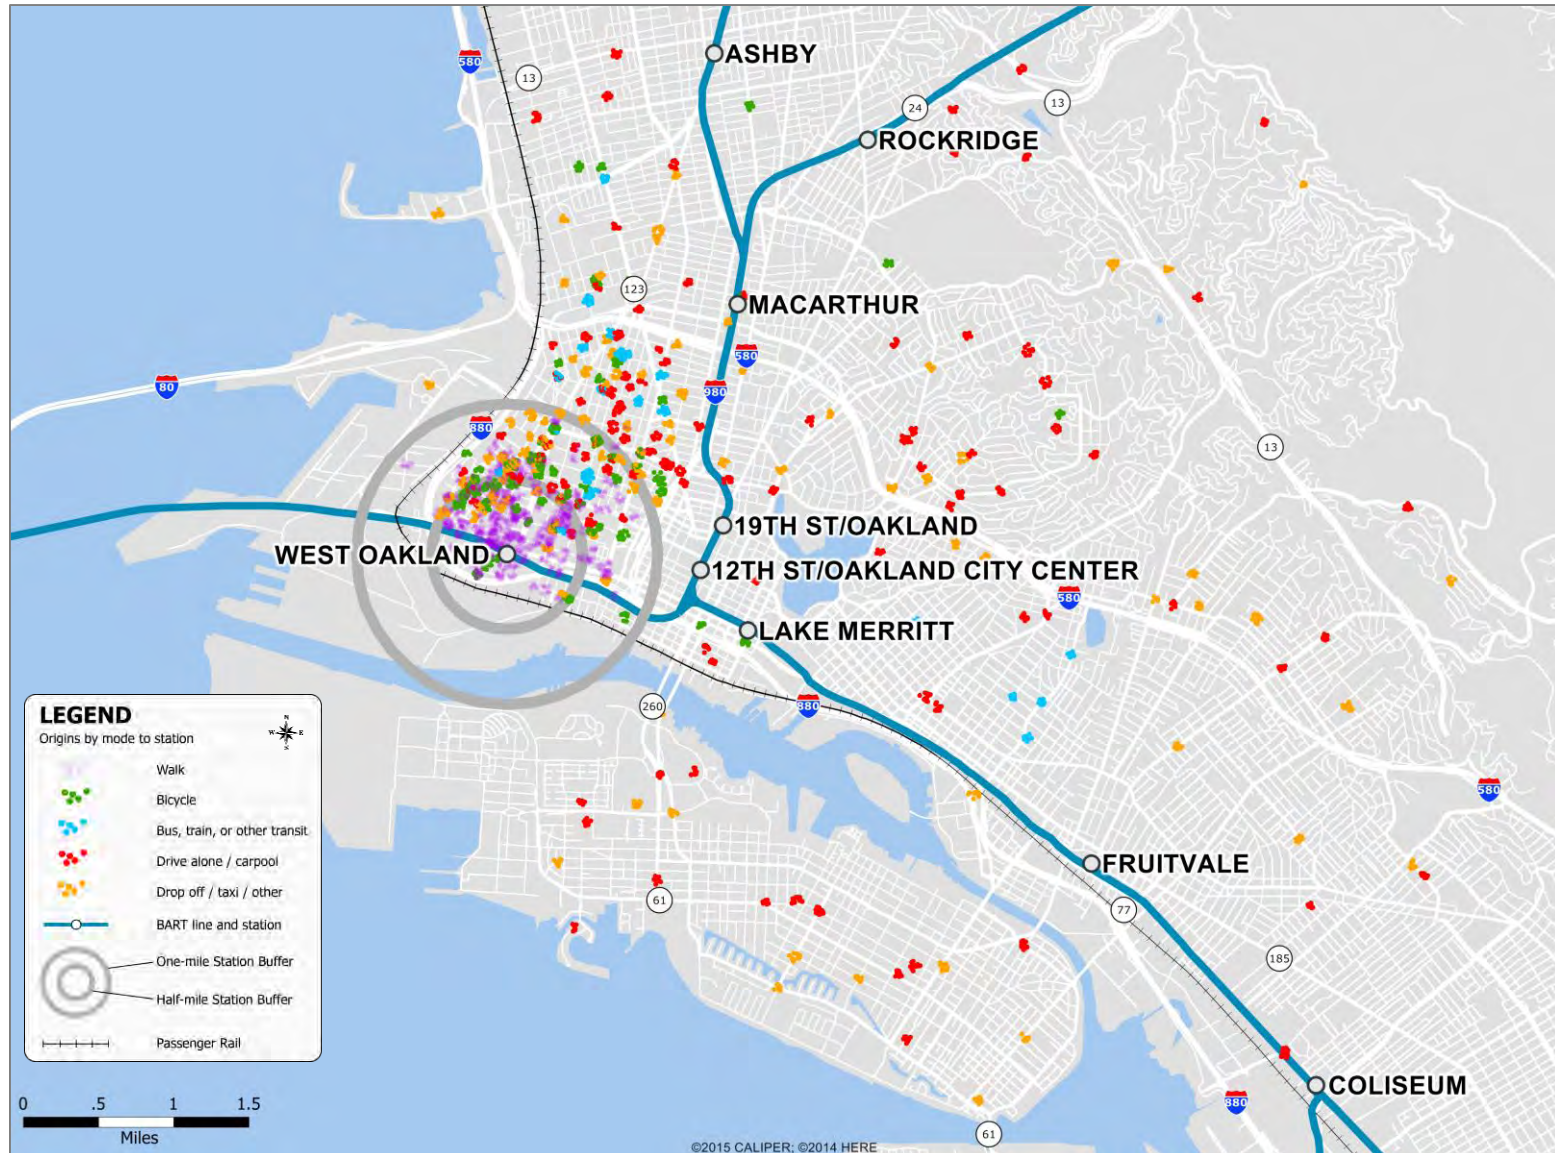 ASHBY
580
13
24
13
ROCKRIDGE
123
MACARTHUR
580
80
980
880
13
19TH ST/OAKLAND
WEST OAKLAND
12TH ST/OAKLAND CITY CENTER
580
LAKE MERRITT
260
880
LEGEND
Origins by mode to station
N
W E
S
Walk
Bicycle
Bus, train, or other transit
Drive alone / carpool
Drop off / taxi / other
BART line and station
One-mile Station Buffer
Half-mile Station Buffer
Passenger Rail
580
FRUITVALE
61
77
185
COLISEUM
0 .5 1 1.5
Miles
880
61
©2015 CALIPER; ©2014 HERE